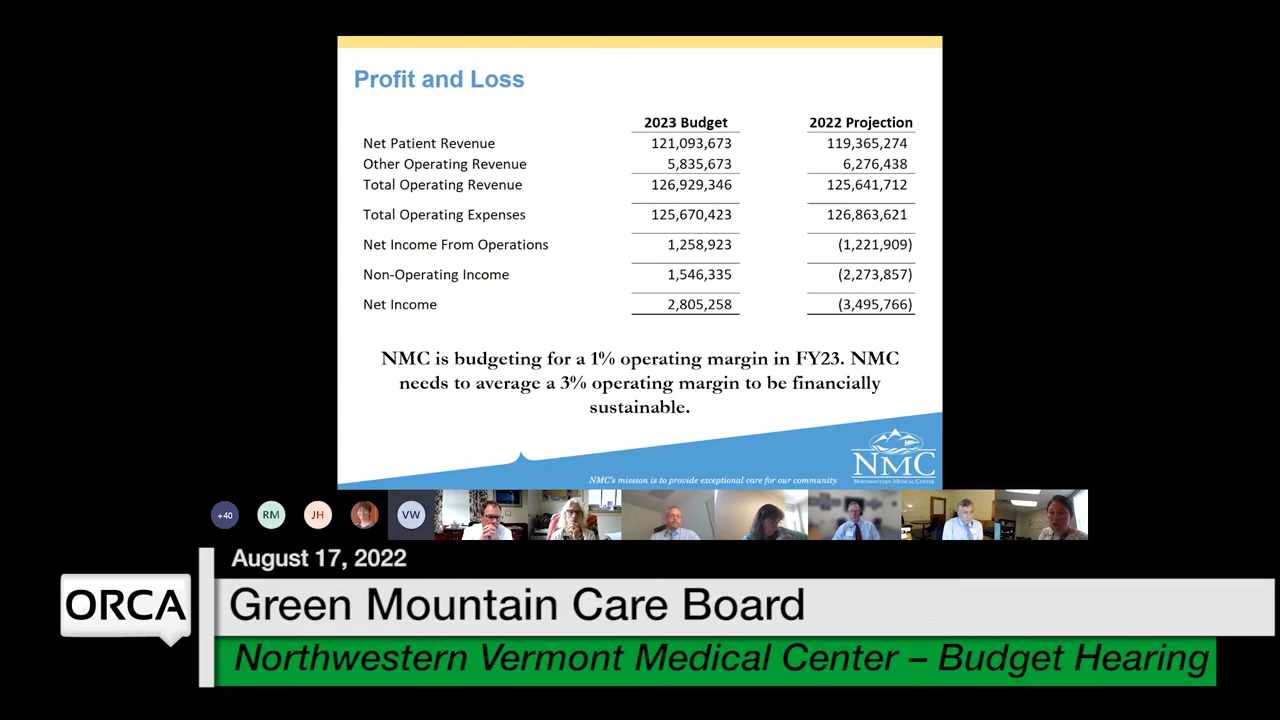 Profit and Loss
2023 Budget 2022 Projection
Net Patient Revenue 121,093,673 119,365,274
Other Operating Revenue 5,835,673 6,276,438
Total Operating Revenue 126,929,346 125,641,712
Total Operating Expenses 125,670,423 126,863,621
Net Income From Operations 1,258,923 (1,221,909)
Non-Operating Income 1,546,335 (2,273,857)
Net Income 2,805,258 (3,495,766)
NMC is budgeting for a 1% operating margin in FY23. NMC
needs to average a 3% operating margin to be financially
sustainable.
NMC
NORTHWESTERN MEDICAL CENTER
NMC's mission is to provide exceptional care for our community.
+40 RM JH VW
August 17, 2022
ORCA
Green Mountain Care Board
Northwestern Vermont Medical Center – Budget Hearing